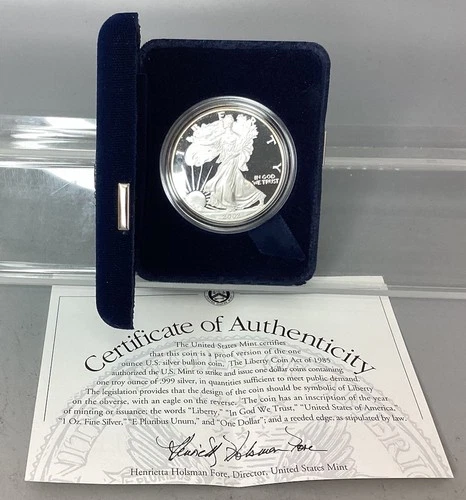 LIBERTY
IN GOD
WE TRUST
Certificate of Authenticity
The United States Mint certifies
that this coin is a proof version of the one
ounce U.S. silver bullion coin. The Liberty Coin Act of 1985
authorized the U.S. Mint to strike and issue one dollar coins containing
one troy ounce of .999 silver, in quantities sufficient to meet public demand.
The legislation provides that the design of the coin should be symbolic of Liberty
on the obverse, with an eagle on the reverse. The coin has an inscription of the year
of minting or issuance; the words "Liberty," "In God We Trust," "United States of America,"
"1 Oz. Fine Silver," "E Pluribus Unum," and "One Dollar"; and a reeded edge, as stipulated by law.
Henrietta Holsman Fore
Henrietta Holsman Fore, Director, United States Mint